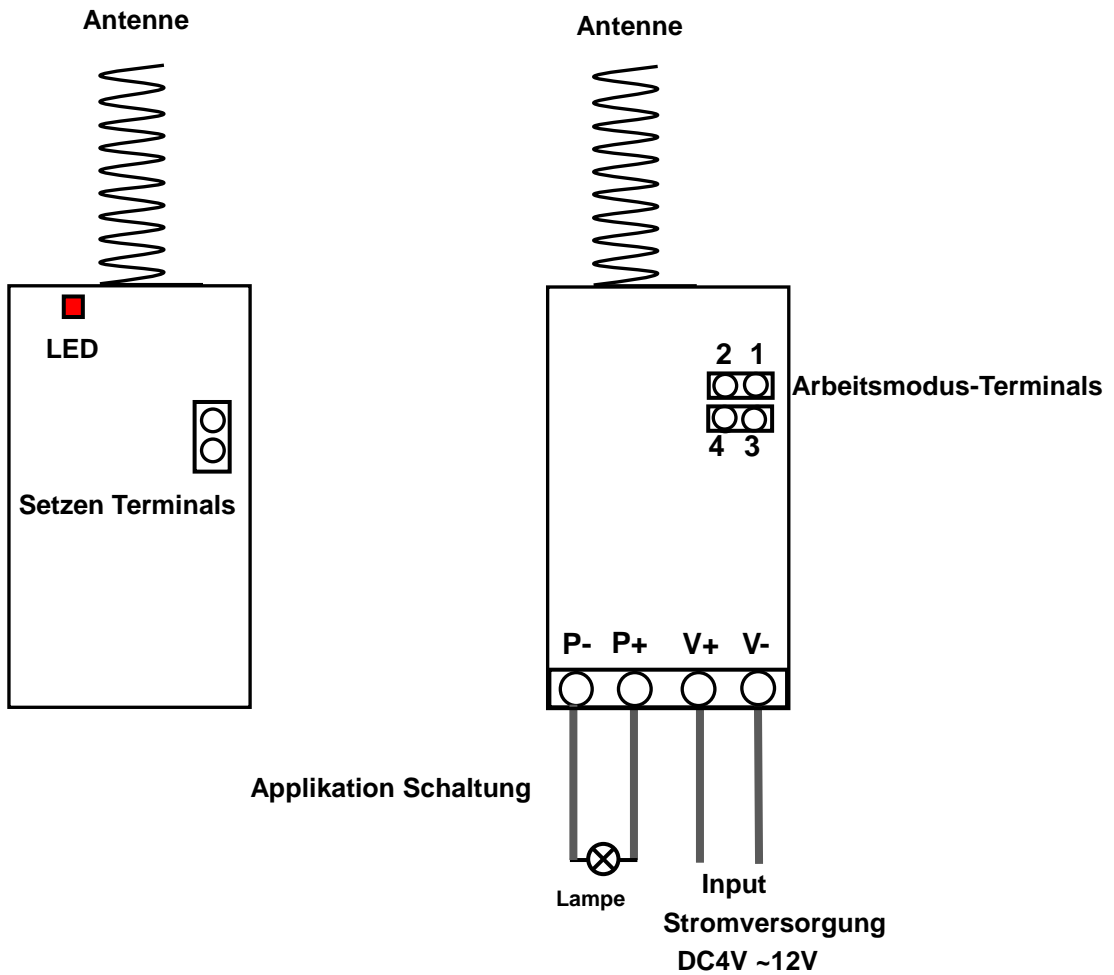 Antenne
LED
Setzen Terminals
Antenne
2 1
Arbeitsmodus-Terminals
4 3
P- P+ V+ V-
Applikation Schaltung
Lampe
Input
Stromversorgung
DC4V ~12V